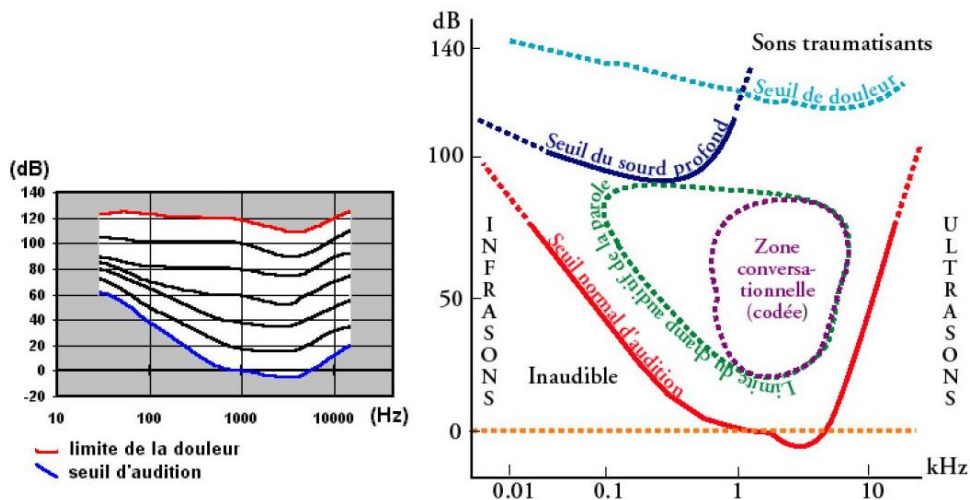 (dB)
140
120
100
80
60
40
20
0
-20
10
100
1000
10000
(Hz)
limite de la douleur
seuil d'audition
dB
140
100
50
0
Sons traumatisants
Seuil de douleur
Seuil du sourd profond
Limite du champ auditif de la parole
Seuil normal d'audition
Zone
conversa-
tionnelle
(codée)
Inaudible
INFRASONS
ULTRASONS
0.01
0.1
1
10
kHz